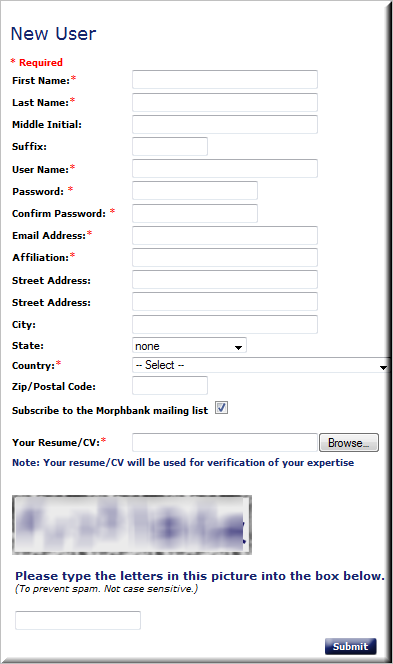 New User
* Required
First Name:*
Last Name:*
Middle Initial:
Suffix:
User Name:*
Password: *
Confirm Password: *
Email Address:*
Affiliation:*
Street Address:
Street Address:
City:
State: none
Country:* -- Select --
Zip/Postal Code:
Subscribe to the Morphbank mailing list
Your Resume/CV:* Browse...
Note: Your resume/CV will be used for verification of your expertise
Please type the letters in this picture into the box below.
(To prevent spam. Not case sensitive.)
Submit